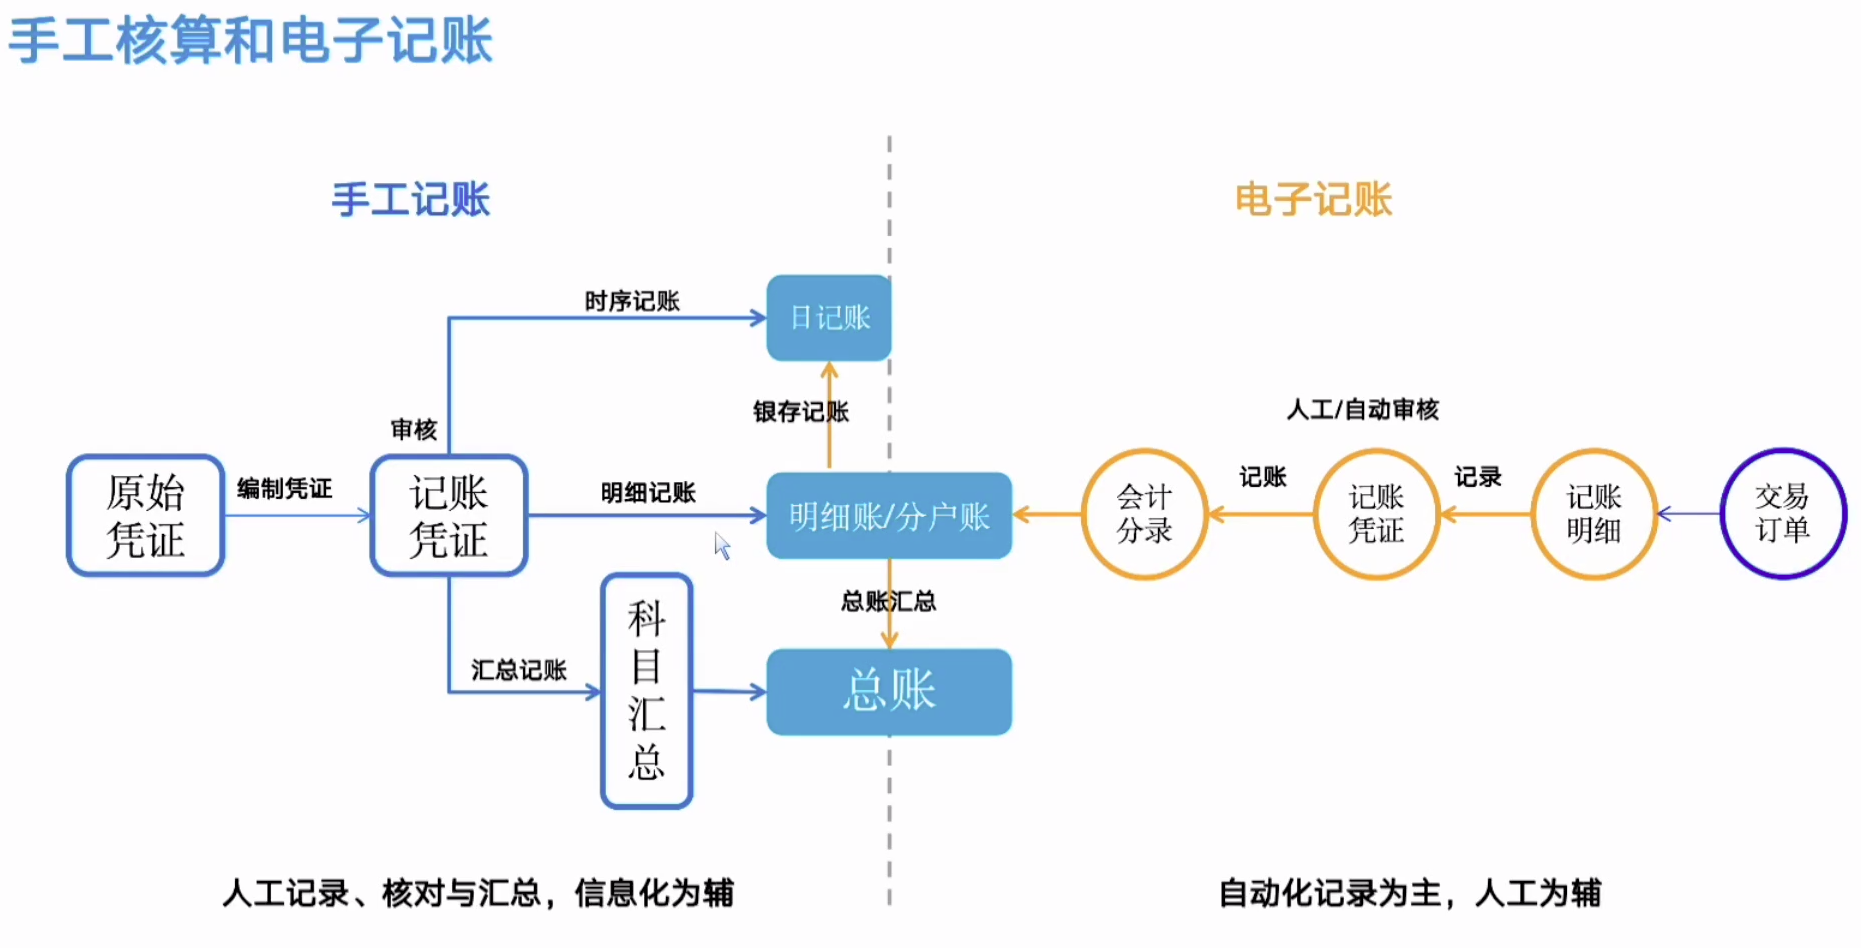 手工核算和电子记账
手工记账
电子记账
时序记账
日记账
银存记账
人工/自动审核
审核
原始
凭证
编制凭证
记账
凭证
明细记账
明细账/分户账
会计
分录
记账
记账
凭证
记录
记账
明细
交易
订单
总账汇总
汇总记账
科
目
汇
总
总账
人工记录、核对与汇总，信息化为辅
自动化记录为主，人工为辅